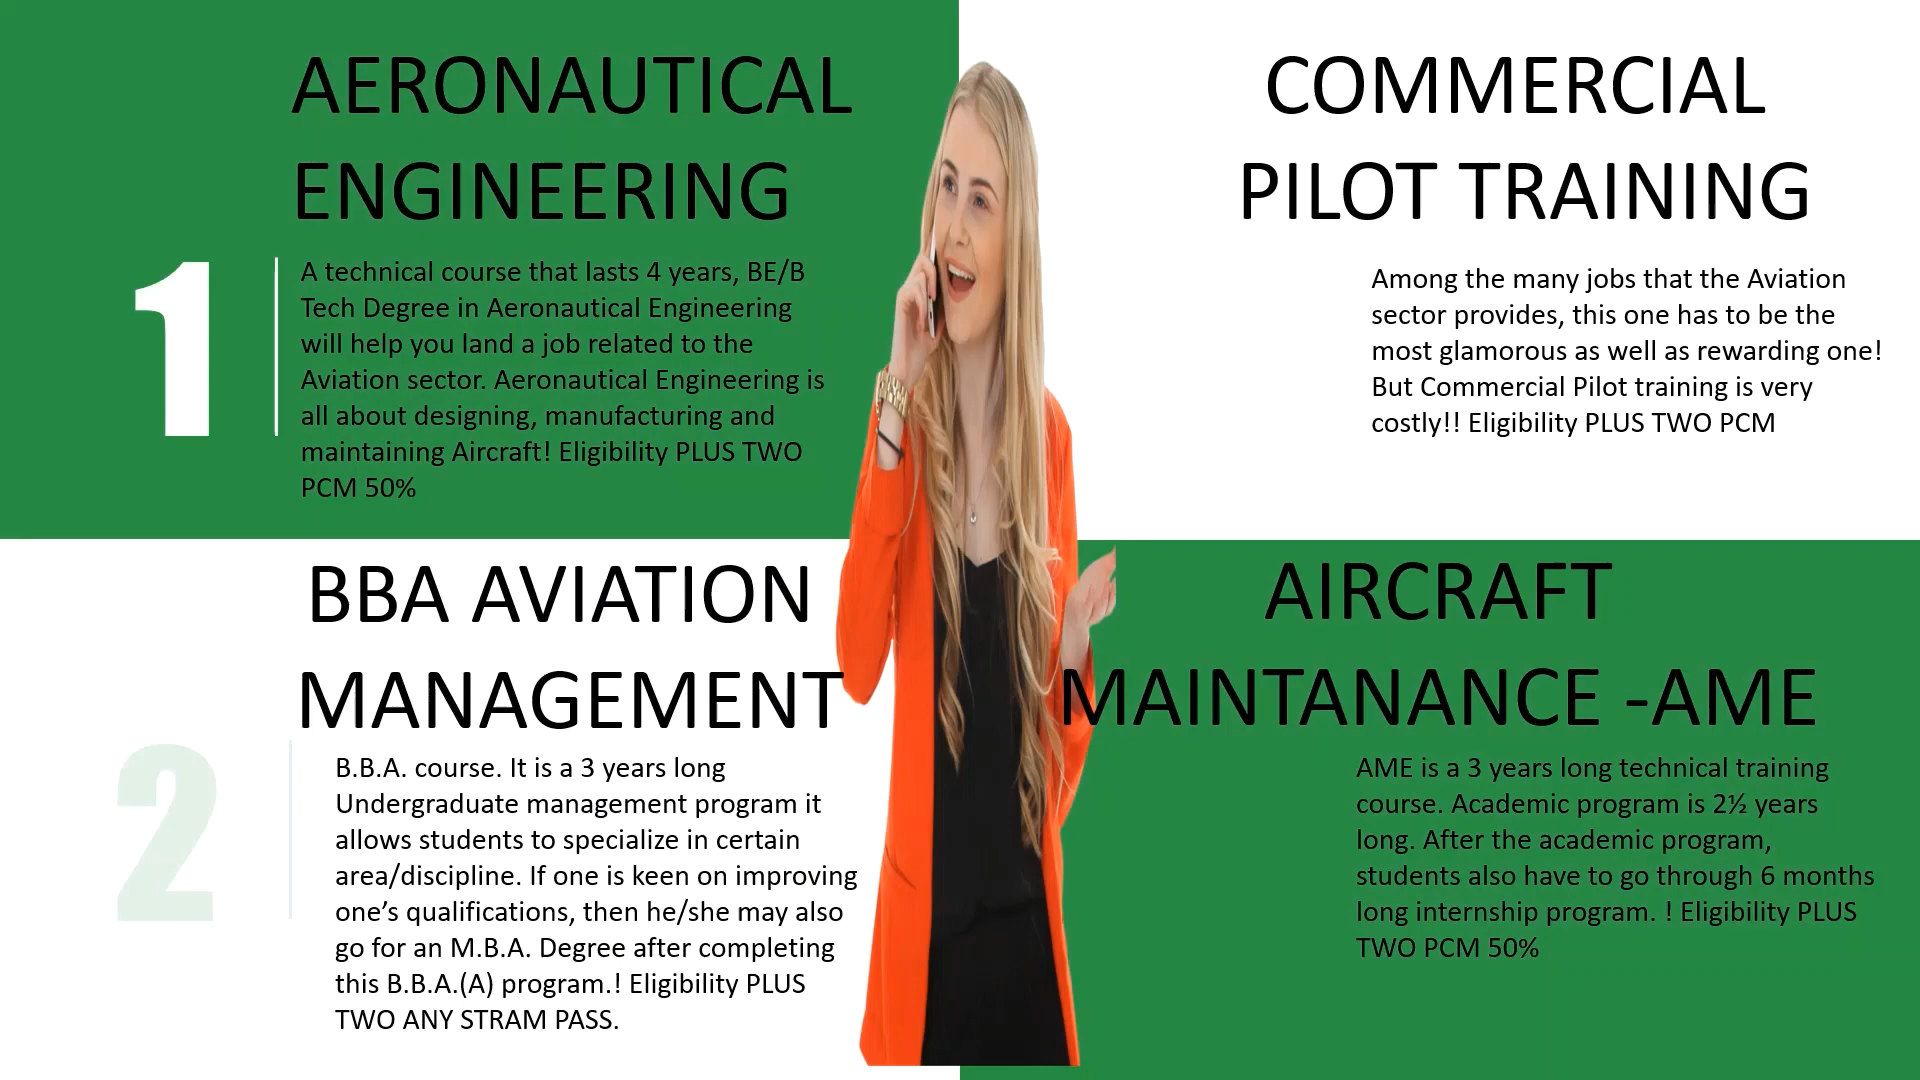 AERONAUTICAL
ENGINEERING
1
A technical course that lasts 4 years, BE/B
Tech Degree in Aeronautical Engineering
will help you land a job related to the
Aviation sector. Aeronautical Engineering is
all about designing, manufacturing and
maintaining Aircraft! Eligibility PLUS TWO
PCM 50%
COMMERCIAL
PILOT TRAINING
Among the many jobs that the Aviation
sector provides, this one has to be the
most glamorous as well as rewarding one!
But Commercial Pilot training is very
costly!! Eligibility PLUS TWO PCM
BBA AVIATION
MANAGEMENT
2
B.B.A. course. It is a 3 years long
Undergraduate management program it
allows students to specialize in certain
area/discipline. If one is keen on improving
one’s qualifications, then he/she may also
go for an M.B.A. Degree after completing
this B.B.A.(A) program.! Eligibility PLUS
TWO ANY STRAM PASS.
AIRCRAFT
MAINTANANCE -AME
AME is a 3 years long technical training
course. Academic program is 2½ years
long. After the academic program,
students also have to go through 6 months
long internship program. ! Eligibility PLUS
TWO PCM 50%